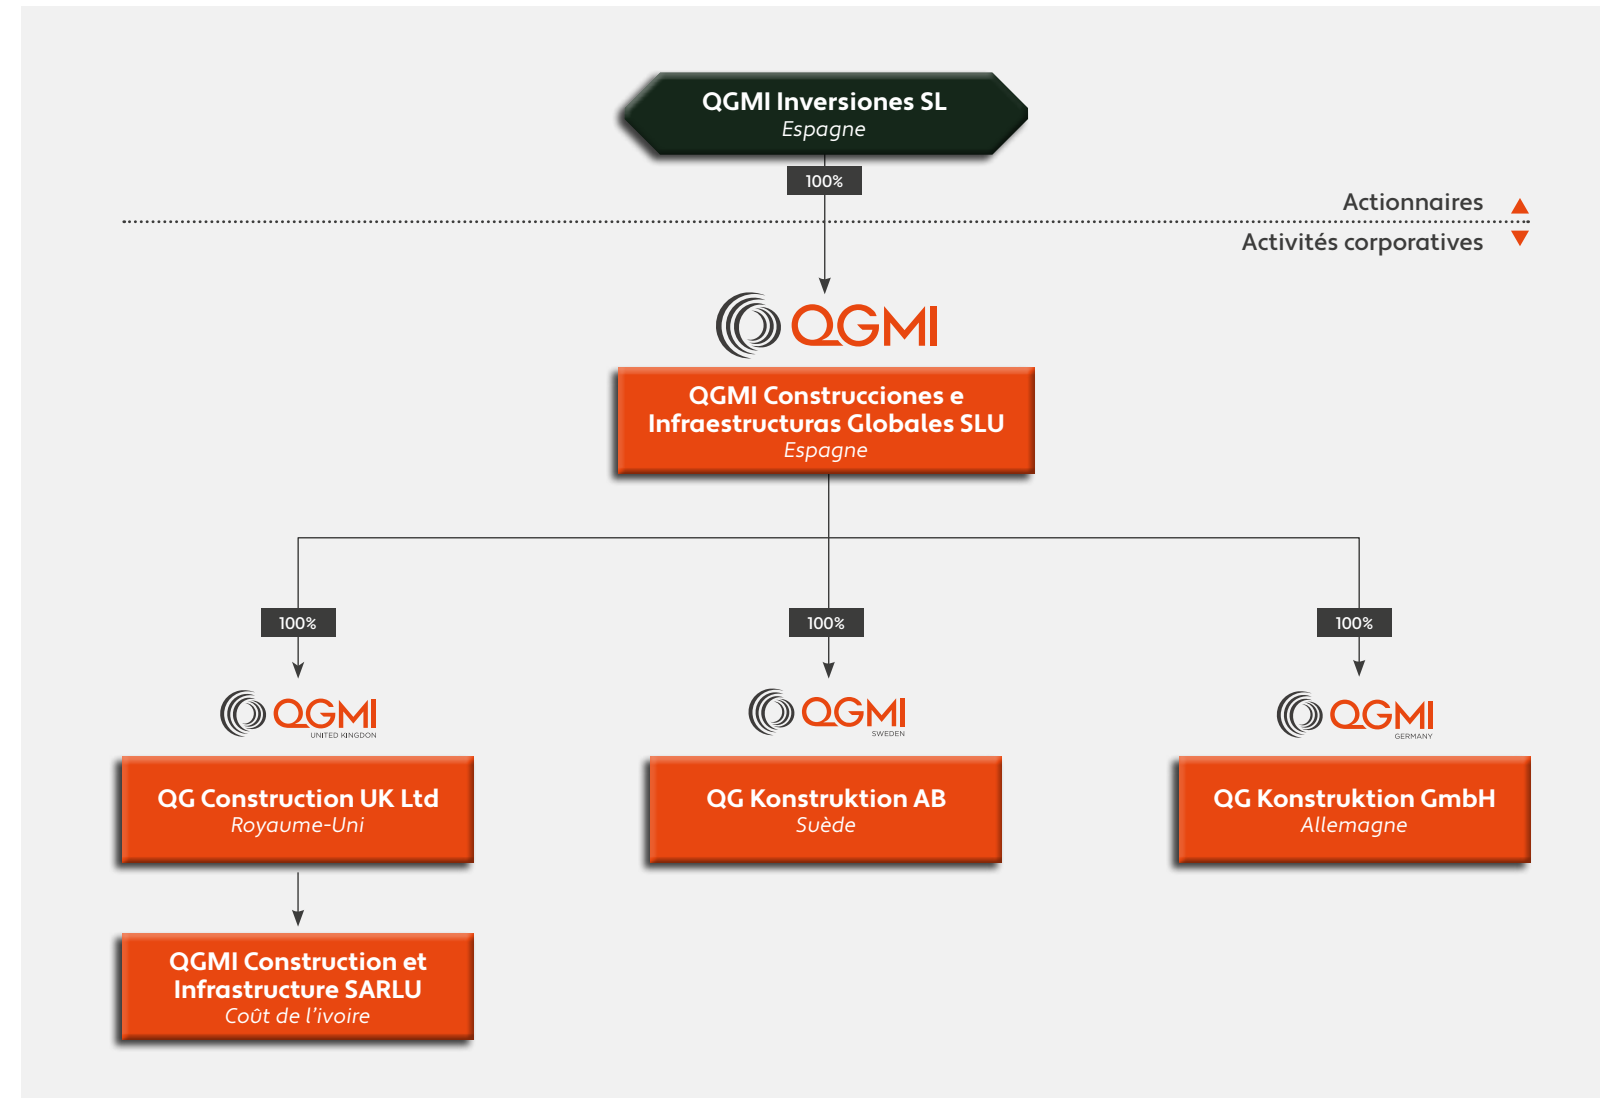 QGMI Inversiones SL
Espagne
100%
Actionnaires
Activités corporatives
QGMI
QGMI Construcciones e
Infraestructuras Globales SLU
Espagne
100%
100%
100%
QGMI
UNITED KINGDOM
QGMI
SWEDEN
QGMI
GERMANY
QG Construction UK Ltd
Royaume-Uni
QG Konstruktion AB
Suède
QG Konstruktion GmbH
Allemagne
QGMI Construction et
Infrastructure SARLU
Coût de l'ivoire